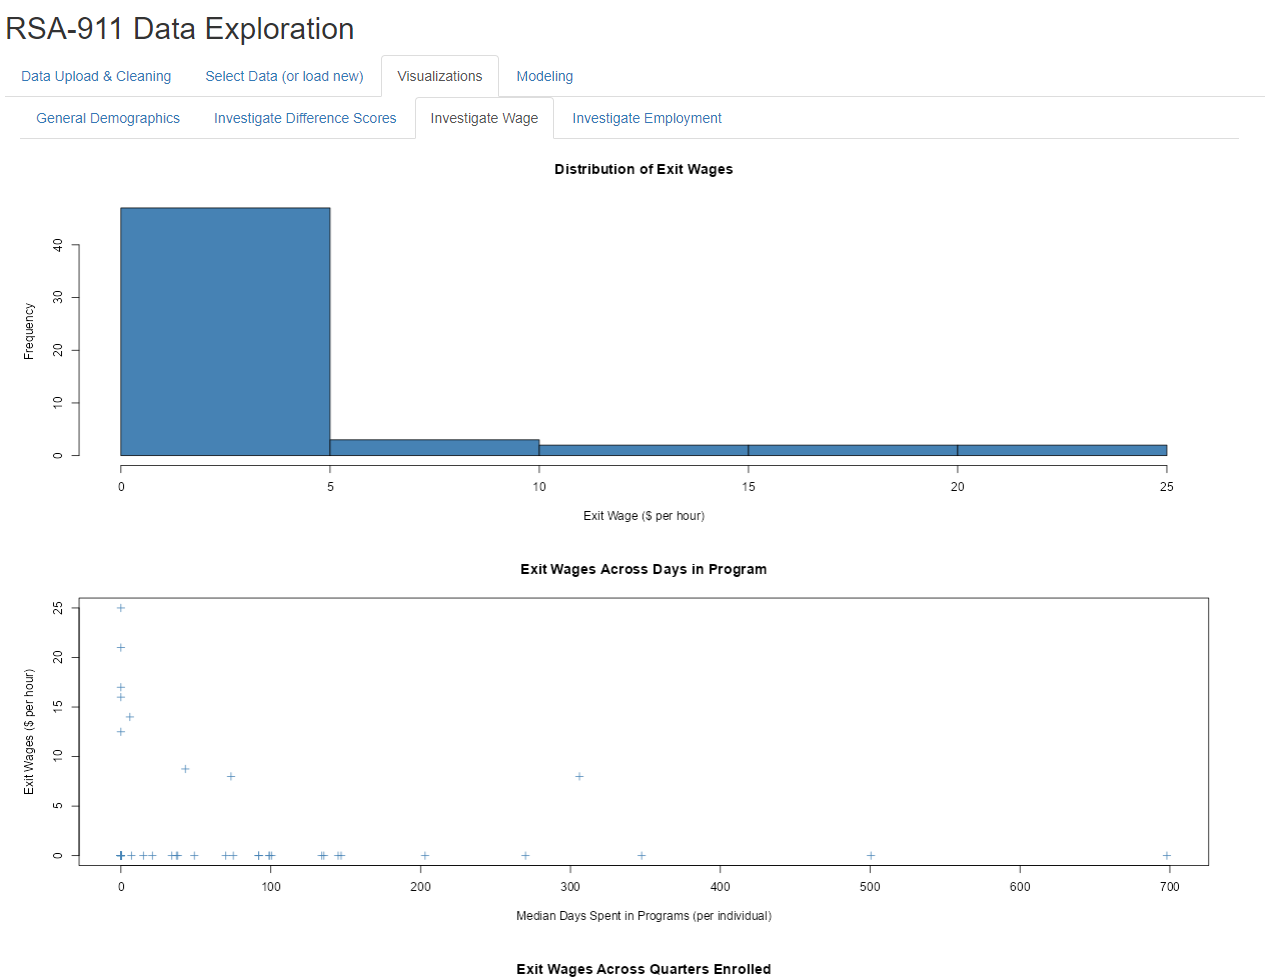 RSA-911 Data Exploration
Data Upload & Cleaning Select Data (or load new) Visualizations Modeling
General Demographics Investigate Difference Scores Investigate Wage Investigate Employment
Distribution of Exit Wages
Frequency
40
30
20
10
0
0 5 10 15 20 25
Exit Wage ($ per hour)
Exit Wages Across Days in Program
Exit Wages ($ per hour)
25
20
15
10
5
0
0 100 200 300 400 500 600 700
Median Days Spent in Programs (per individual)
Exit Wages Across Quarters Enrolled